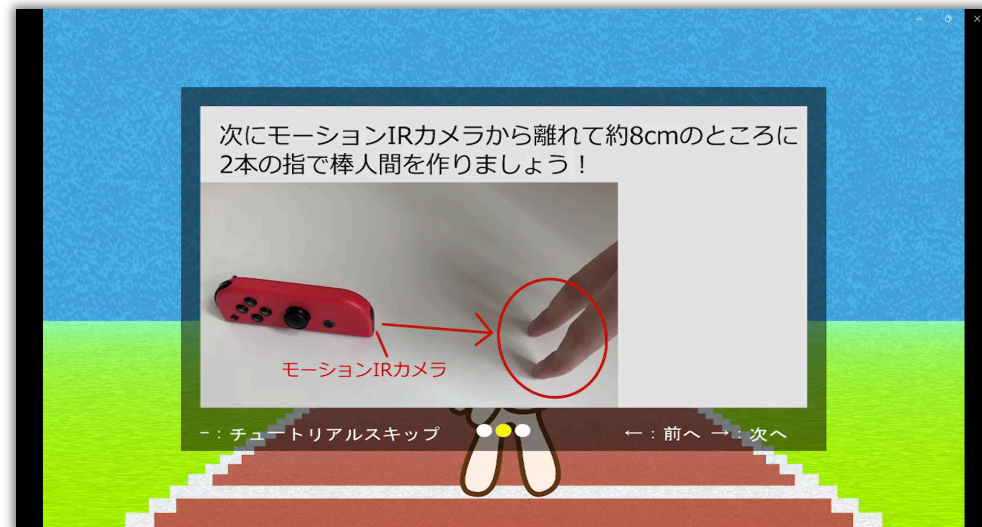 次にモーションIRカメラから離れて約8cmのところに
2本の指で棒人間を作りましょう！
モーションIRカメラ
－：チュートリアルスキップ
←：前へ →：次へ